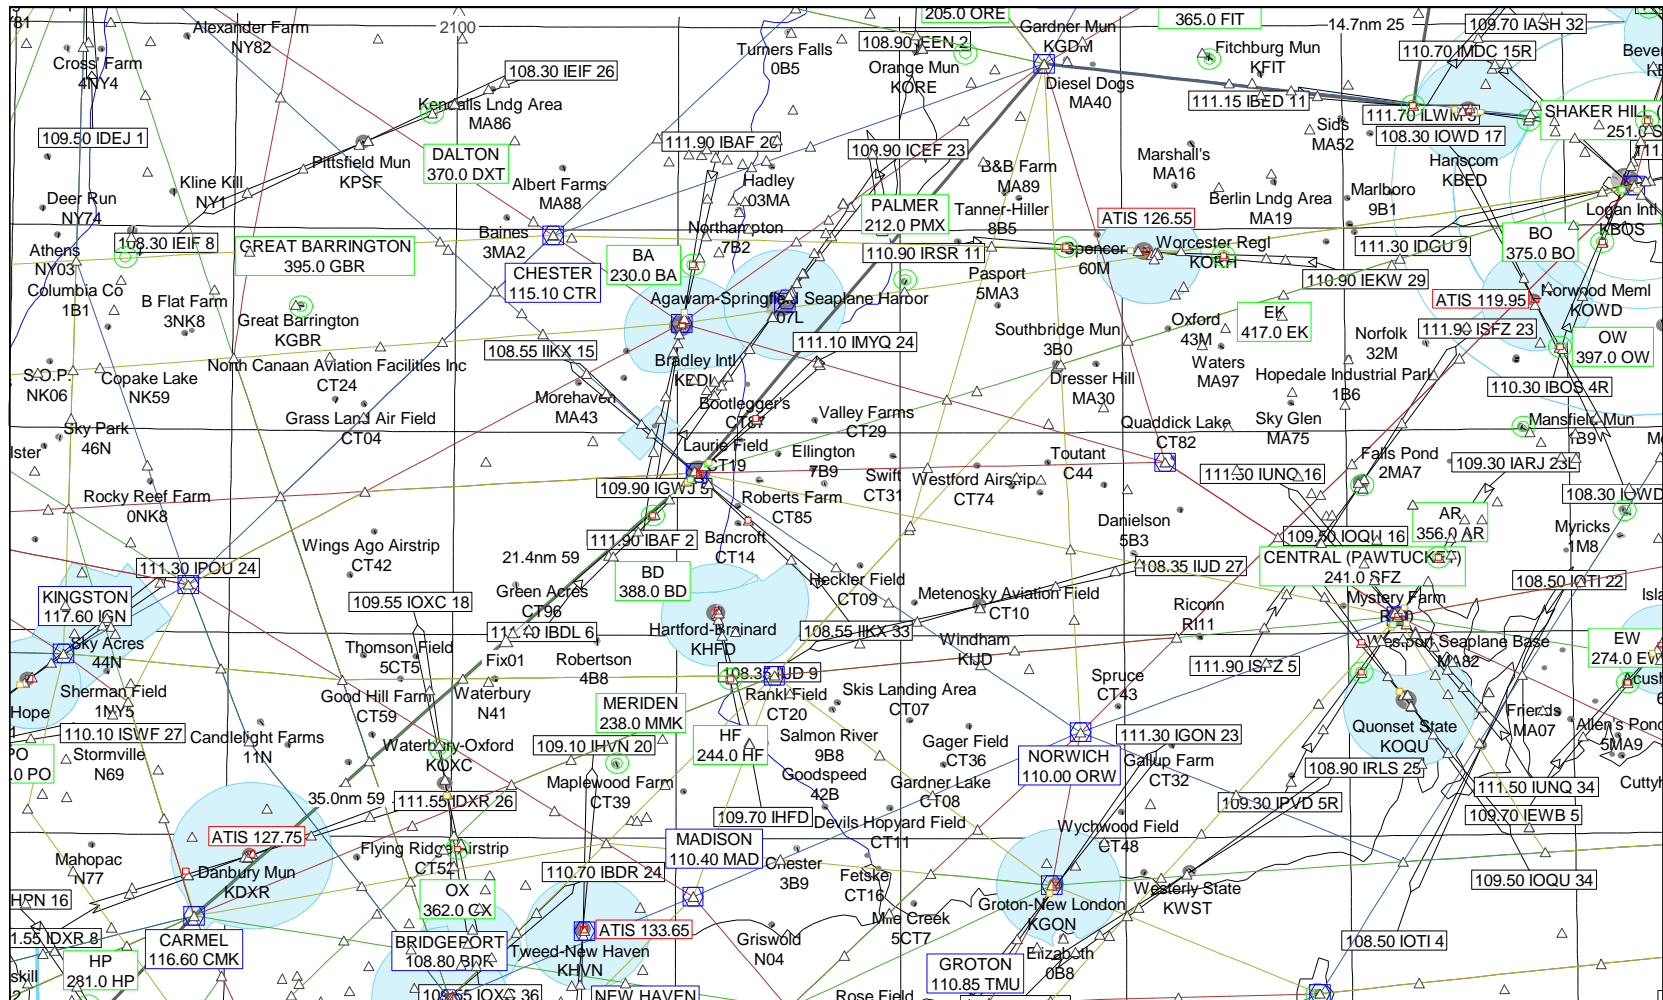 '81
Alexander Farm
NY82
2100
205.0 ORE
Gardner Mun
KGDM
365.0 FIT
14.7nm 25
109.70 IASH 32
Cross' Farm
4NY4
108.30 IEIF 26
Turners Falls
0B5
108.90 IEEN 2
Orange Mun
KORE
Fitchburg Mun
KFIT
110.70 IMDC 15R
Diesel Dogs
MA40
111.15 IBED 11
Kendalls Lndg Area
MA86
SHAKER HILL
109.50 IDEJ 1
Pittsfield Mun
KPSF
DALTON
370.0 DXT
111.90 IBAF 20
109.90 ICEF 23
Sids
MA52
108.30 IOWD 17
Hanscom
KBED
B&B Farm
MA89
Marshall's
MA16
Kline Kill
NY1
Albert Farms
MA88
Hadley
03MA
Deer Run
NY74
PALMER
212.0 PMX
Tanner-Hiller
8B5
ATIS 126.55
Berlin Lndg Area
MA19
Marlboro
9B1
Logan Intl
KBOS
Athens
NY03
108.30 IEIF 8
GREAT BARRINGTON
395.0 GBR
Baines
3MA2
Northampton
7B2
BA
230.0 BA
110.90 IRSR 11
Spencer
60M
Worcester Regl
KORH
111.30 IDGU 9
BO
375.0 BO
Columbia Co
1B1
B Flat Farm
3NK8
CHESTER
115.10 CTR
Pasport
5MA3
110.90 IEKW 29
Agawam-Springfield Seaplane Harbor
07L
ATIS 119.95
Norwood Meml
KOWD
Great Barrington
KGBR
Southbridge Mun
3B0
Oxford
43M
EK
417.0 EK
111.90 ISFZ 23
Norfolk
32M
OW
397.0 OW
108.55 IIKX 15
111.10 IMYQ 24
Bradley Intl
Waters
MA97
North Canaan Aviation Facilities Inc
CT24
S.O.P.
NK06
Copake Lake
NK59
Dresser Hill
MA30
Hopedale Industrial Park
1B6
110.30 IBOS 4R
Morehaven
MA43
Bootlegger's
Grass Land Air Field
CT04
Valley Farms
CT29
Quaddick Lake
CT82
Sky Glen
MA75
Mansfield Mun
1B9
Sky Park
46N
Laurie Field
CT19
Ellington
7B9
Toutant
C44
Falls Pond
2MA7
109.30 IARJ 23L
Swift
CT31
Westford Airstrip
CT74
111.50 IUNQ 16
Rocky Reef Farm
0NK8
109.90 IGWJ 5
Roberts Farm
CT85
108.30 IOWD
AR
356.0 AR
Danielson
5B3
Myricks
1M8
Wings Ago Airstrip
CT42
21.4nm 59
111.90 IBAF 2
Bancroft
CT14
109.50 IOQU 16
CENTRAL (PAWTUCKET)
241.0 SFZ
111.30 IPOU 24
BD
388.0 BD
108.35 IIJD 27
108.50 IOTI 22
KINGSTON
117.60 IGN
Green Acres
CT96
Heckler Field
CT09
Metenosky Aviation Field
CT10
109.55 IOXC 18
Riconn
RI11
Mystery Farm
Hartford-Brainard
KHFD
108.55 IIKX 33
111.10 IBDL 6
Windham
KIJD
Westport Seaplane Base
MA82
EW
Sky Acres
44N
Thomson Field
5CT5
Fix01
Robertson
4B8
111.90 ISFZ 5
Sherman Field
1NY5
Good Hill Farm
CT59
Waterbury
N41
Rankl Field
CT20
Skis Landing Area
CT07
Spruce
CT43
Hope
110.10 ISWF 27
Candlelight Farms
11N
MERIDEN
238.0 MMK
Friends
MA07
Quonset State
KOQU
Allen's Pond
5MA9
Stormville
N69
Waterbury-Oxford
KOXC
109.10 IHVN 20
HF
244.0 HF
Salmon River
9B8
Gager Field
CT36
NORWICH
110.00 ORW
111.30 IGON 23
Gallup Farm
CT32
108.90 IRLS 25
Maplewood Farm
CT39
Goodspeed
42B
Gardner Lake
CT08
111.50 IUNQ 34
35.0nm 59
111.55 IDXR 26
109.70 IHFD
109.30 IPVD 5R
109.70 IEWB 5
ATIS 127.75
Devils Hopyard Field
CT11
Wychwood Field
CT48
Mahopac
N77
Flying Ridge Airstrip
CT52
MADISON
110.40 MAD
Danbury Mun
KDXR
110.70 IBDR 24
Chester
3B9
Fetske
CT16
109.50 IOQU 34
HPN 16
OX
362.0 OX
Westerly State
KWST
Groton-New London
KGON
Mile Creek
5CT7
1.55 IDXR 8
CARMEL
116.60 CMK
BRIDGEPORT
108.80 BDR
Tweed-New Haven
KHVN
ATIS 133.65
Griswold
N04
108.50 IOTI 4
HP
281.0 HP
Elizabeth
0B8
GROTON
110.85 TMU
109.55 IOXC 36
NEW HAVEN
Rose Field